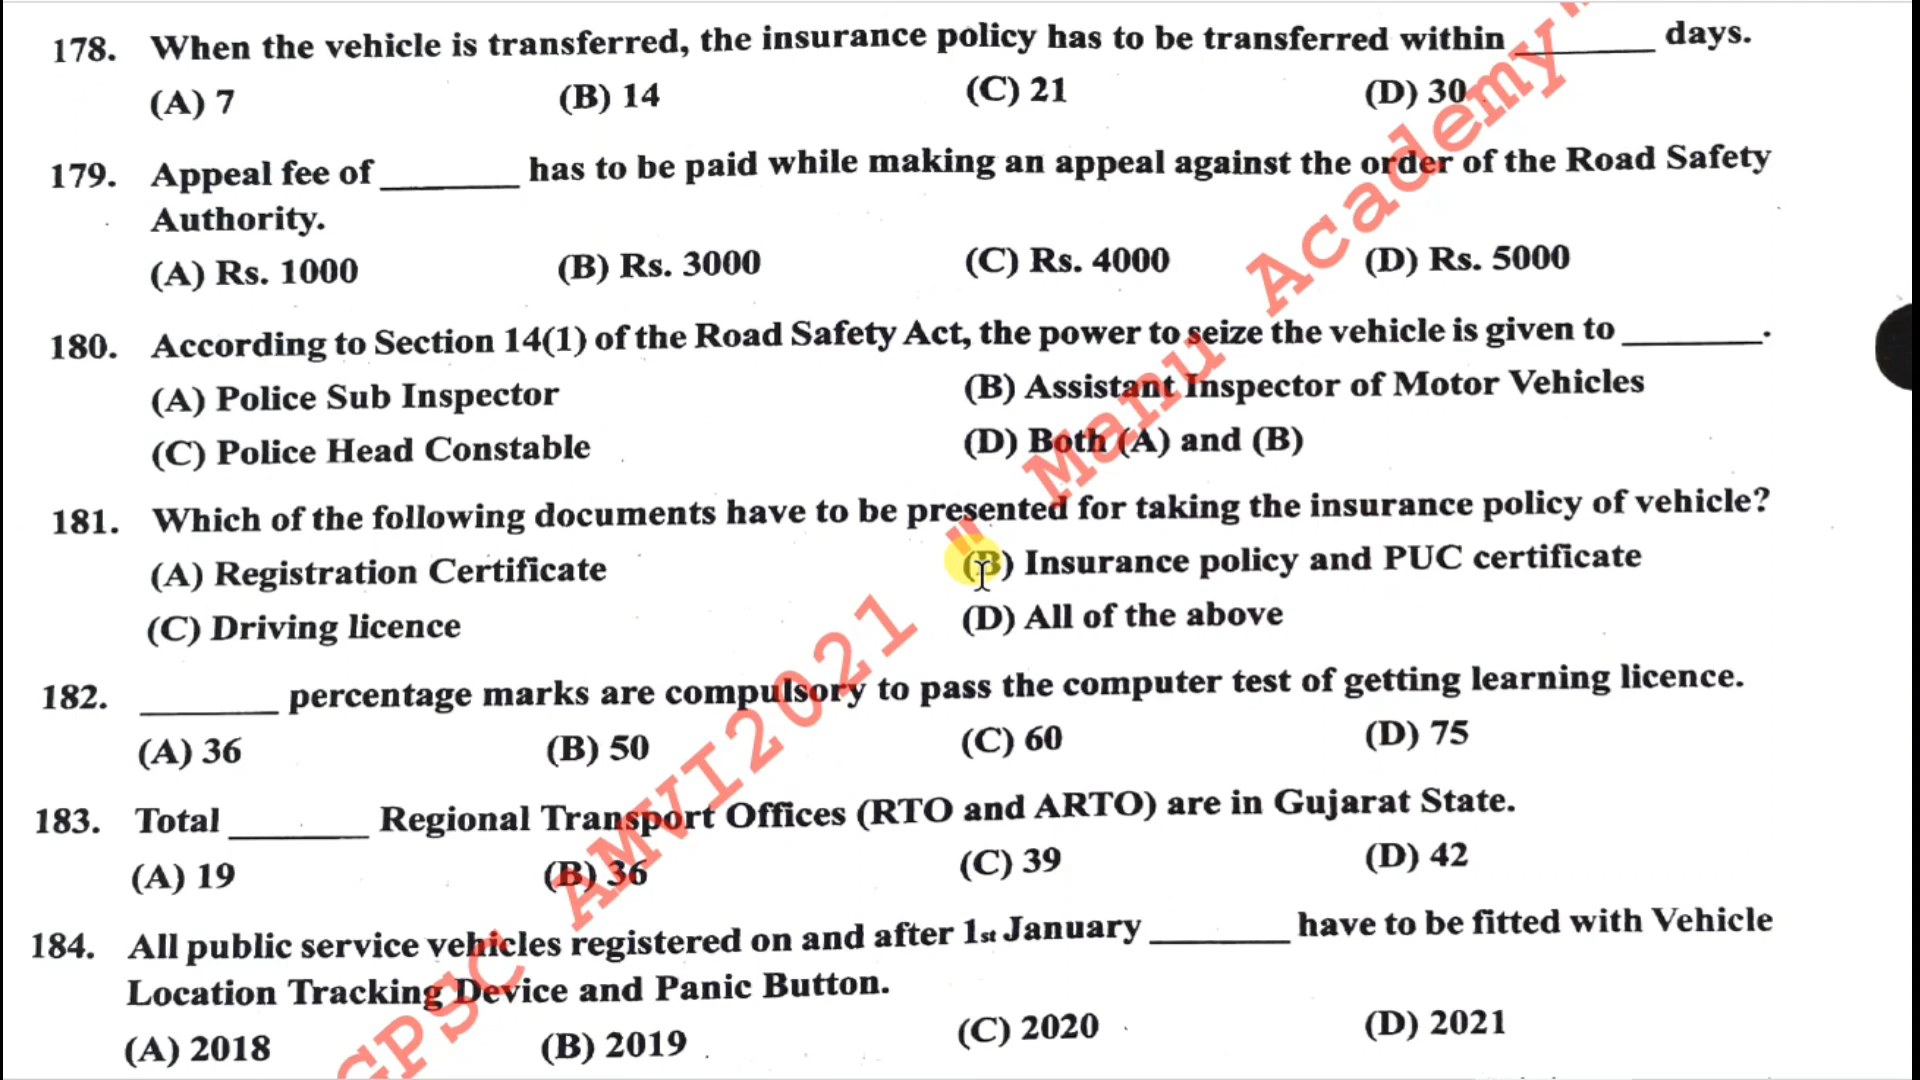 178. When the vehicle is transferred, the insurance policy has to be transferred within ________ days.
(A) 7 (B) 14 (C) 21 (D) 30
179. Appeal fee of ________ has to be paid while making an appeal against the order of the Road Safety
Authority.
(A) Rs. 1000 (B) Rs. 3000 (C) Rs. 4000 (D) Rs. 5000
180. According to Section 14(1) of the Road Safety Act, the power to seize the vehicle is given to ________.
(A) Police Sub Inspector (B) Assistant Inspector of Motor Vehicles
(C) Police Head Constable (D) Both (A) and (B)
181. Which of the following documents have to be presented for taking the insurance policy of vehicle?
(A) Registration Certificate (B) Insurance policy and PUC certificate
(C) Driving licence (D) All of the above
182. ________ percentage marks are compulsory to pass the computer test of getting learning licence.
(A) 36 (B) 50 (C) 60 (D) 75
183. Total ________ Regional Transport Offices (RTO and ARTO) are in Gujarat State.
(A) 19 (B) 36 (C) 39 (D) 42
184. All public service vehicles registered on and after 1st January ________ have to be fitted with Vehicle
Location Tracking Device and Panic Button.
(A) 2018 (B) 2019 (C) 2020 (D) 2021
GPSC AMVI2021 " Manu Academy"